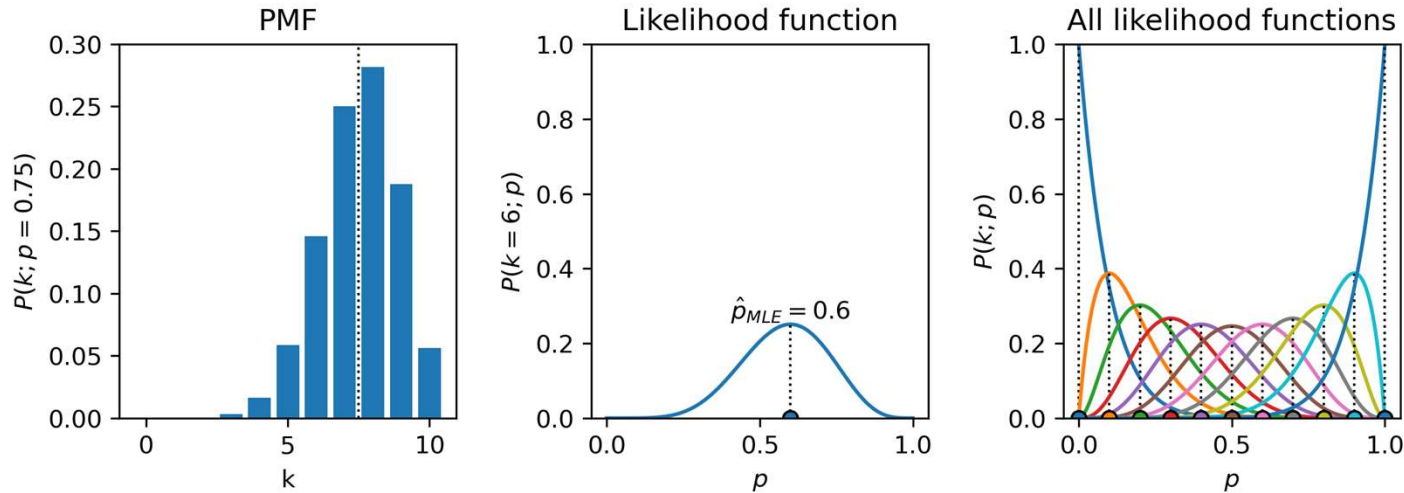 PMF
0.30
0.25
0.20
0.15
0.10
0.05
0.00
P(k; p = 0.75)
0
5
10
k
Likelihood function
1.0
0.8
0.6
0.4
0.2
0.0
P(k = 6; p)
p̂_MLE = 0.6
0.0
0.5
1.0
p
All likelihood functions
1.0
0.8
0.6
0.4
0.2
0.0
P(k; p)
0.0
0.5
1.0
p